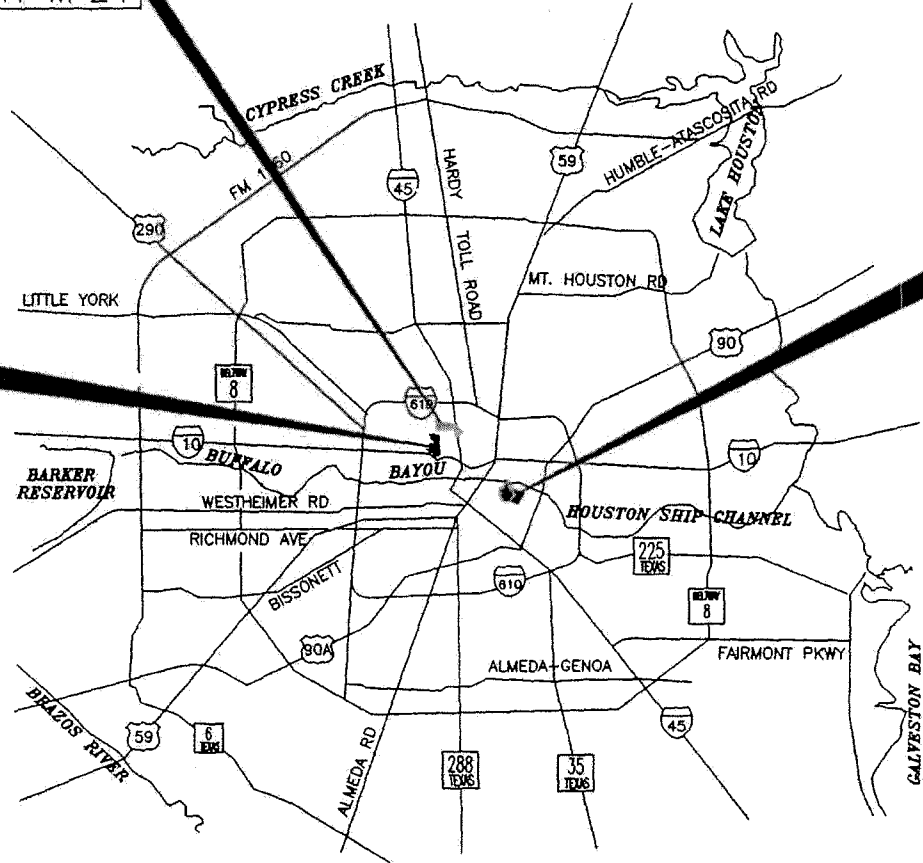 CYPRESS CREEK
HUMBLE-ATASCOSITA RD
FM 1960
45
HARDY
TOLL ROAD
59
LAKE HOUSTON
290
LITTLE YORK
MT. HOUSTON RD
90
BELTWAY
8
610
10
BUFFALO
BAYOU
10
BARKER
RESERVOIR
WESTHEIMER RD
HOUSTON SHIP CHANNEL
RICHMOND AVE
225
TEXAS
BISSONETT
610
BELTWAY
8
90A
ALMEDA-GENOA
FAIRMONT PKWY
BRAZOS RIVER
59
6
TEXAS
ALMEDA RD
288
TEXAS
35
TEXAS
45
GALVESTON BAY